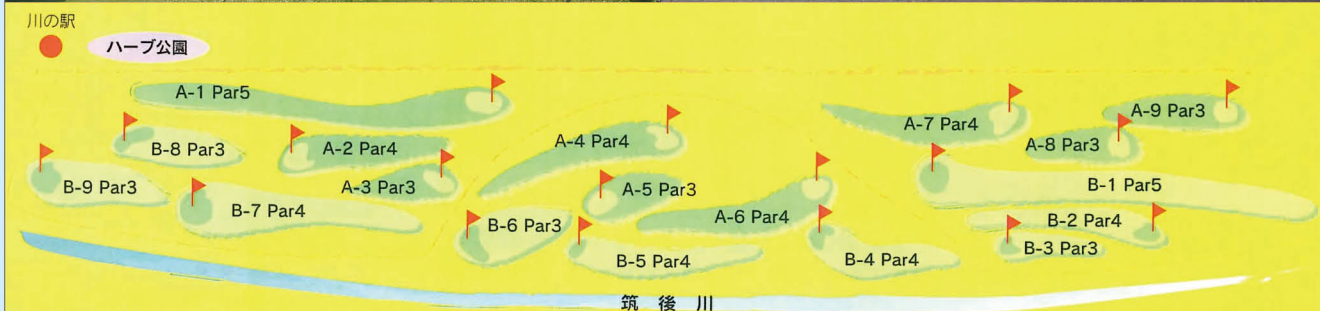 川の駅
ハーブ公園
A-1 Par5
A-9 Par3
A-7 Par4
A-4 Par4
A-8 Par3
B-8 Par3
A-2 Par4
B-9 Par3
A-3 Par3
A-5 Par3
B-1 Par5
B-7 Par4
A-6 Par4
B-6 Par3
B-2 Par4
B-3 Par3
B-5 Par4
B-4 Par4
筑後川